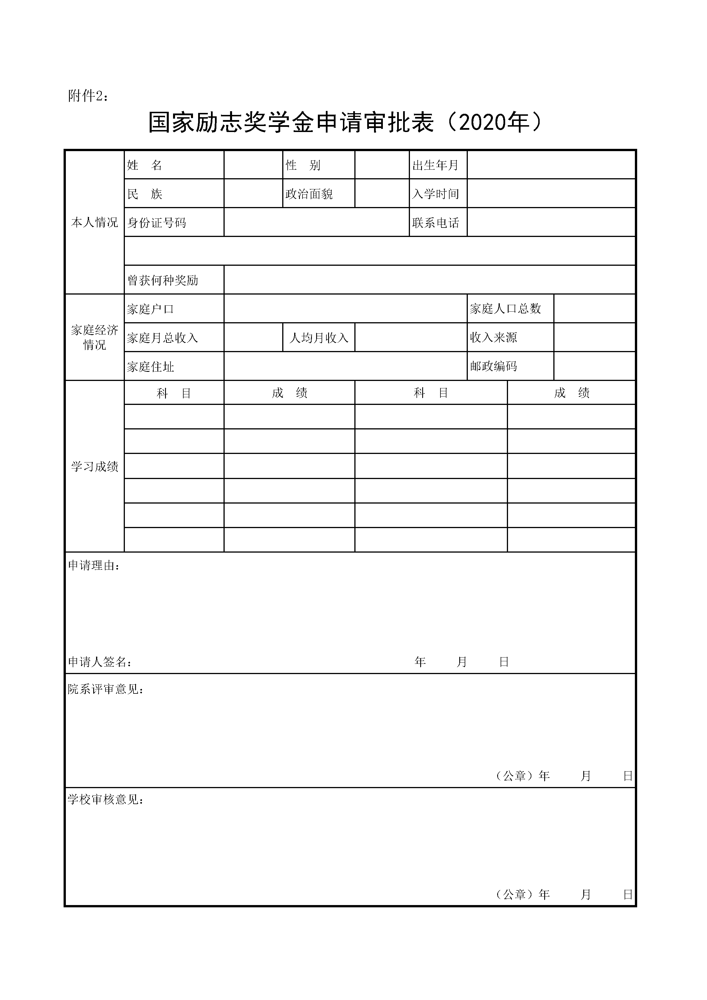 附件2：
国家励志奖学金申请审批表（2020年）
本人情况
姓　名
性　别
出生年月
民　族
政治面貌
入学时间
身份证号码
联系电话
曾获何种奖励
家庭经济
情况
家庭户口
家庭人口总数
家庭月总收入
人均月收入
收入来源
家庭住址
邮政编码
学习成绩
科　目
成　绩
科　目
成　绩
申请理由：
申请人签名：　　　年　　月　　日
院系评审意见：
（公章）年　　月　　日
学校审核意见：
（公章）年　　月　　日